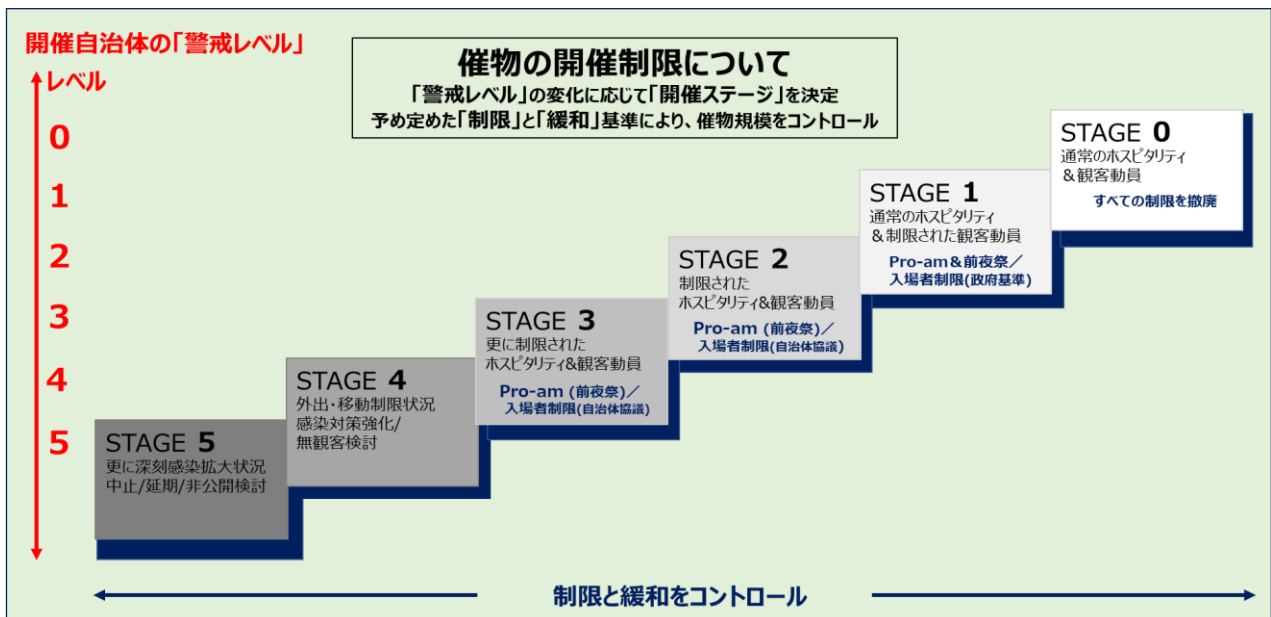 開催自治体の「警戒レベル」
レベル
催物の開催制限について
「警戒レベル」の変化に応じて「開催ステージ」を決定
予め定めた「制限」と「緩和」基準により、催物規模をコントロール
0
1
2
3
4
5
STAGE 0
通常のホスピタリティ
&観客動員
すべての制限を撤廃
STAGE 1
通常のホスピタリティ
&制限された観客動員
Pro-am&前夜祭/
入場者制限(政府基準)
STAGE 2
制限された
ホスピタリティ&観客動員
Pro-am (前夜祭)/
入場者制限(自治体協議)
STAGE 3
更に制限された
ホスピタリティ&観客動員
Pro-am (前夜祭)/
入場者制限(自治体協議)
STAGE 4
外出・移動制限状況
感染対策強化/
無観客検討
STAGE 5
更に深刻感染拡大状況
中止/延期/非公開検討
制限と緩和をコントロール